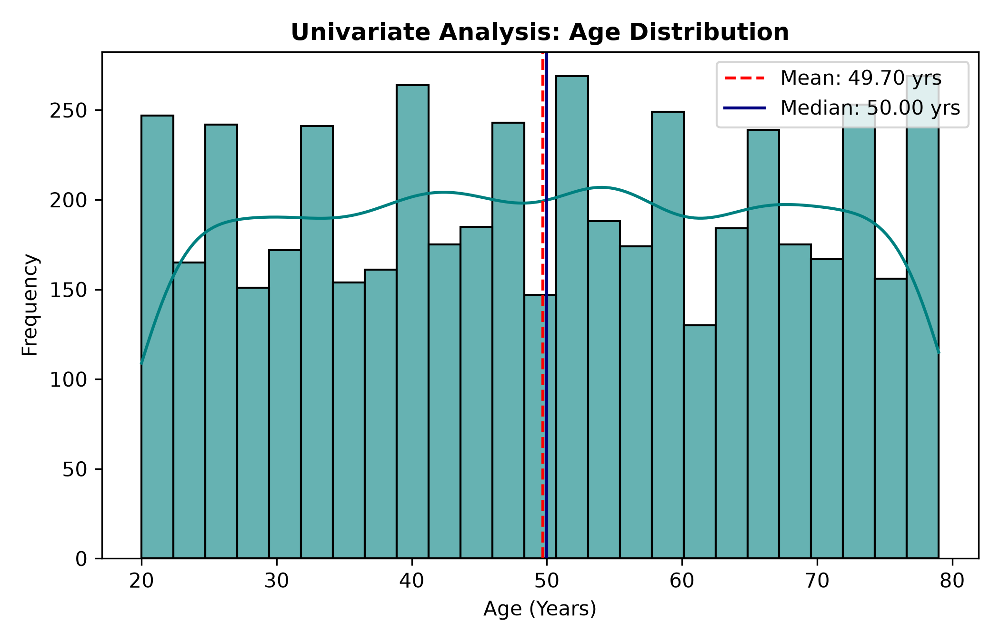 Univariate Analysis: Age Distribution
Mean: 49.70 yrs
Median: 50.00 yrs
250
200
150
100
50
0
Frequency
20 30 40 50 60 70 80
Age (Years)